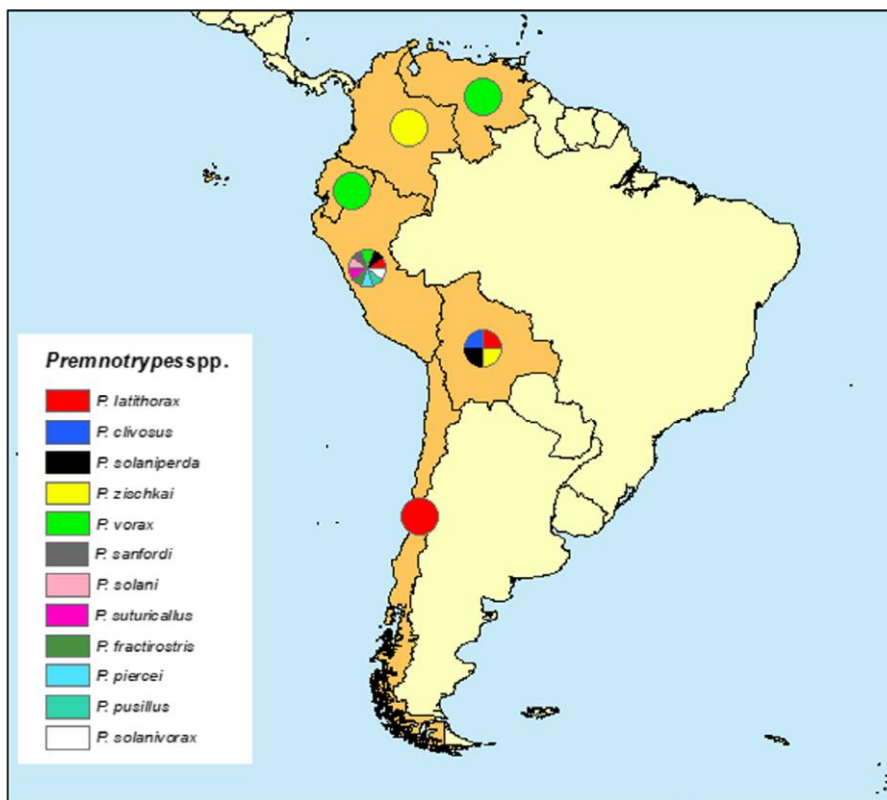 Premnotrypesspp.
P. latithorax
P. clivosus
P. solaniperda
P. zischkai
P. vorax
P. sanfordi
P. solani
P. suturicallus
P. fractirostris
P. piercei
P. pusillus
P. solanivorax